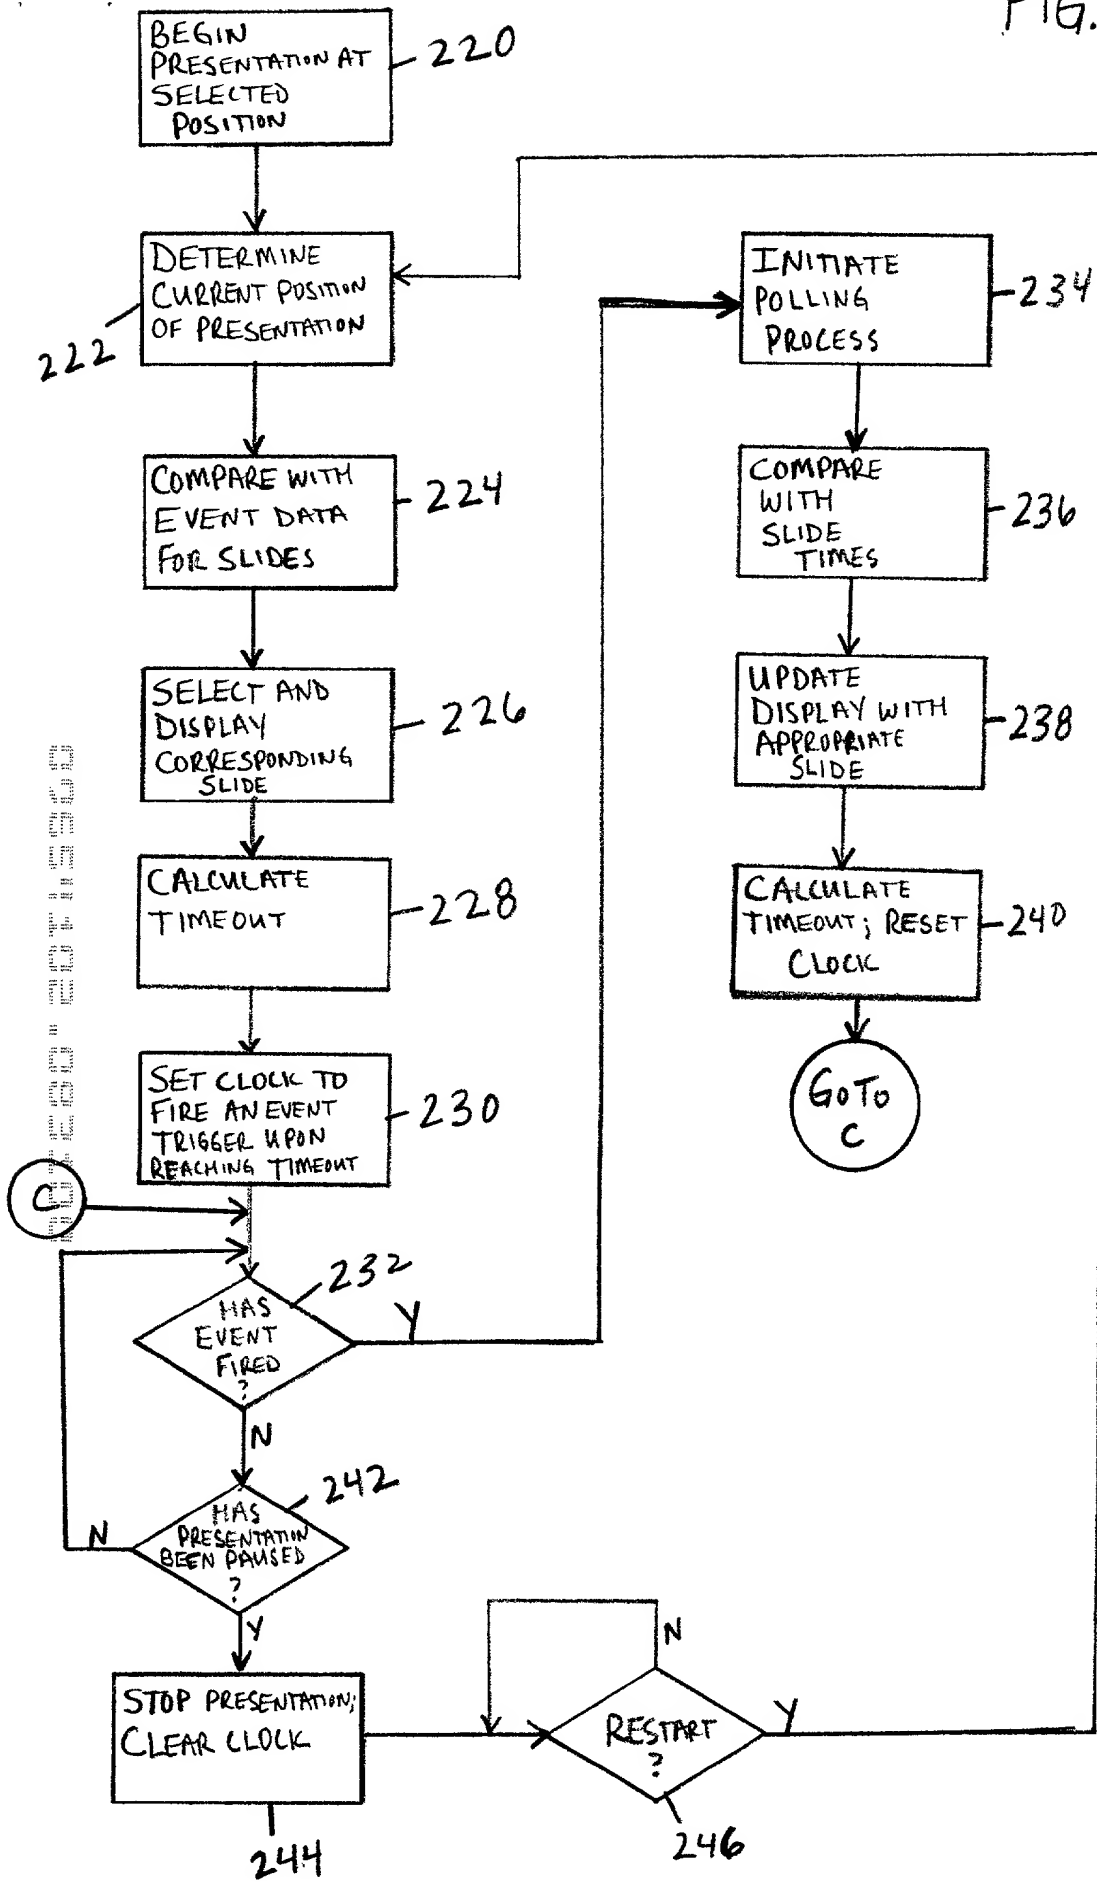 FIG.
BEGIN
PRESENTATION AT
SELECTED
POSITION
220
DETERMINE
CURRENT POSITION
OF PRESENTATION
222
COMPARE WITH
EVENT DATA
FOR SLIDES
224
SELECT AND
DISPLAY
CORRESPONDING
SLIDE
226
CALCULATE
TIMEOUT
228
SET CLOCK TO
FIRE AN EVENT
TRIGGER UPON
REACHING TIMEOUT
230
C
HAS
EVENT
FIRED
?
232
Y
N
HAS
PRESENTATION
BEEN PAUSED
?
242
N
Y
STOP PRESENTATION;
CLEAR CLOCK
244
RESTART
?
246
N
Y
INITIATE
POLLING
PROCESS
234
COMPARE
WITH
SLIDE
TIMES
236
UPDATE
DISPLAY WITH
APPROPRIATE
SLIDE
238
CALCULATE
TIMEOUT; RESET
CLOCK
240
GO TO
C